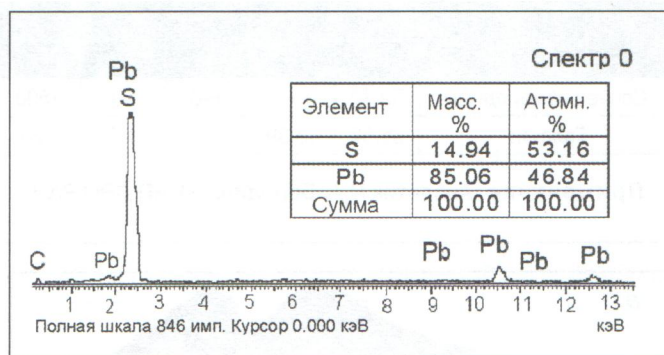 Спектр 0
Pb
S
Элемент Масс. % Атомн. %
S 14.94 53.16
Pb 85.06 46.84
Сумма 100.00 100.00
C Pb Pb Pb Pb Pb
1 2 3 4 5 6 7 8 9 10 11 12 13
Полная шкала 846 имп. Курсор 0.000 кэВ кэВ